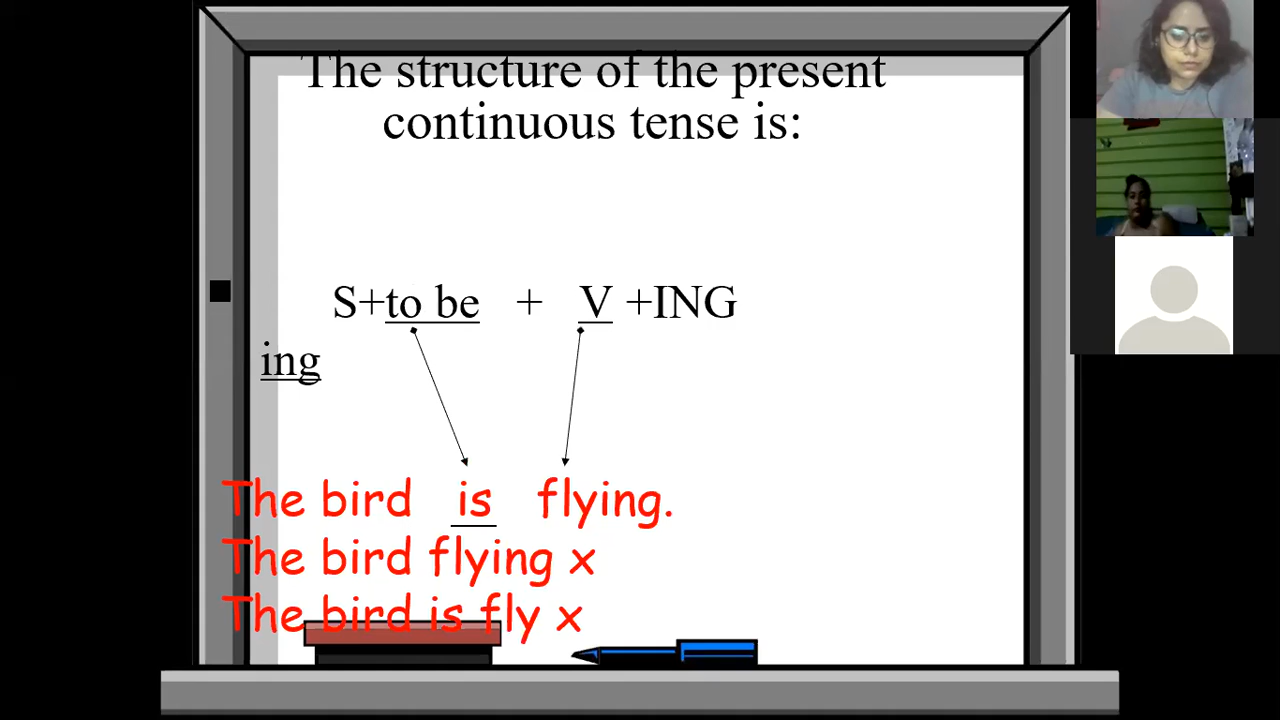 The structure of the present
continuous tense is:
S+to be + V +ING
ing
The bird is flying.
The bird flying x
The bird is fly x